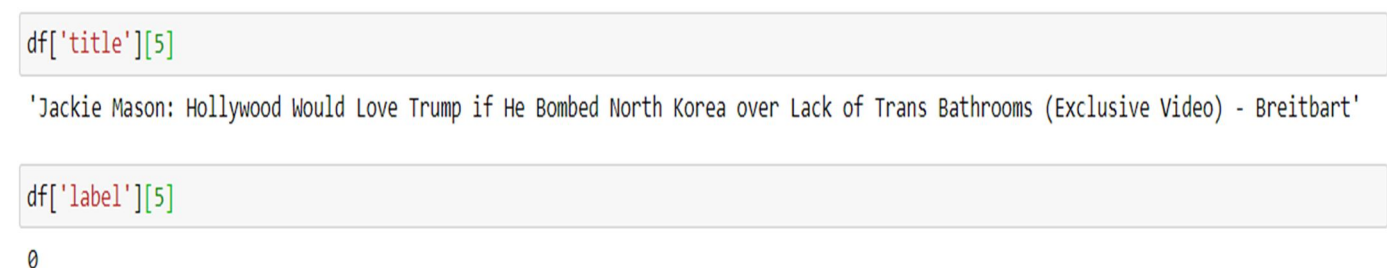 df['title'][5]
'Jackie Mason: Hollywood Would Love Trump if He Bombed North Korea over Lack of Trans Bathrooms (Exclusive Video) - Breitbart'
df['label'][5]
0